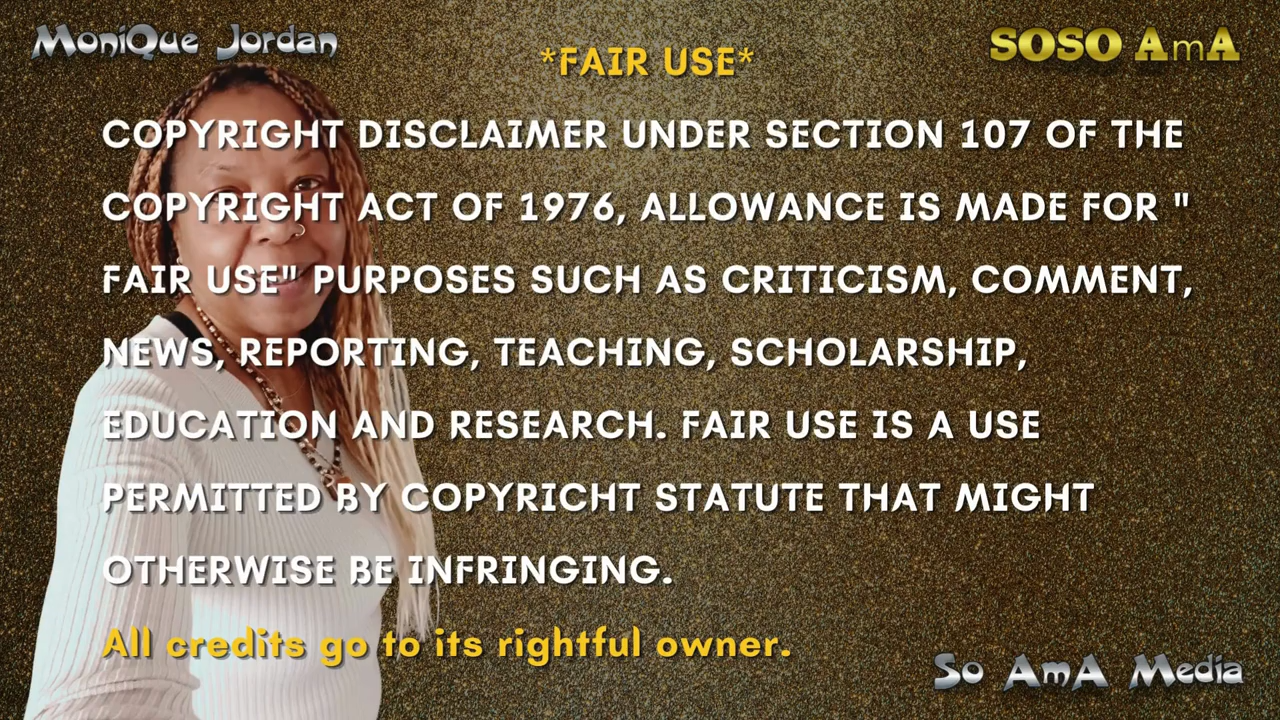 MoniQue Jordan
SOSO AmA
*FAIR USE*
COPYRIGHT DISCLAIMER UNDER SECTION 107 OF THE
COPYRIGHT ACT OF 1976, ALLOWANCE IS MADE FOR "
FAIR USE" PURPOSES SUCH AS CRITICISM, COMMENT,
NEWS, REPORTING, TEACHING, SCHOLARSHIP,
EDUCATION AND RESEARCH. FAIR USE IS A USE
PERMITTED BY COPYRICHT STATUTE THAT MIGHT
OTHERWISE BE INFRINGING.
All credits go to its rightful owner.
So AmA Media